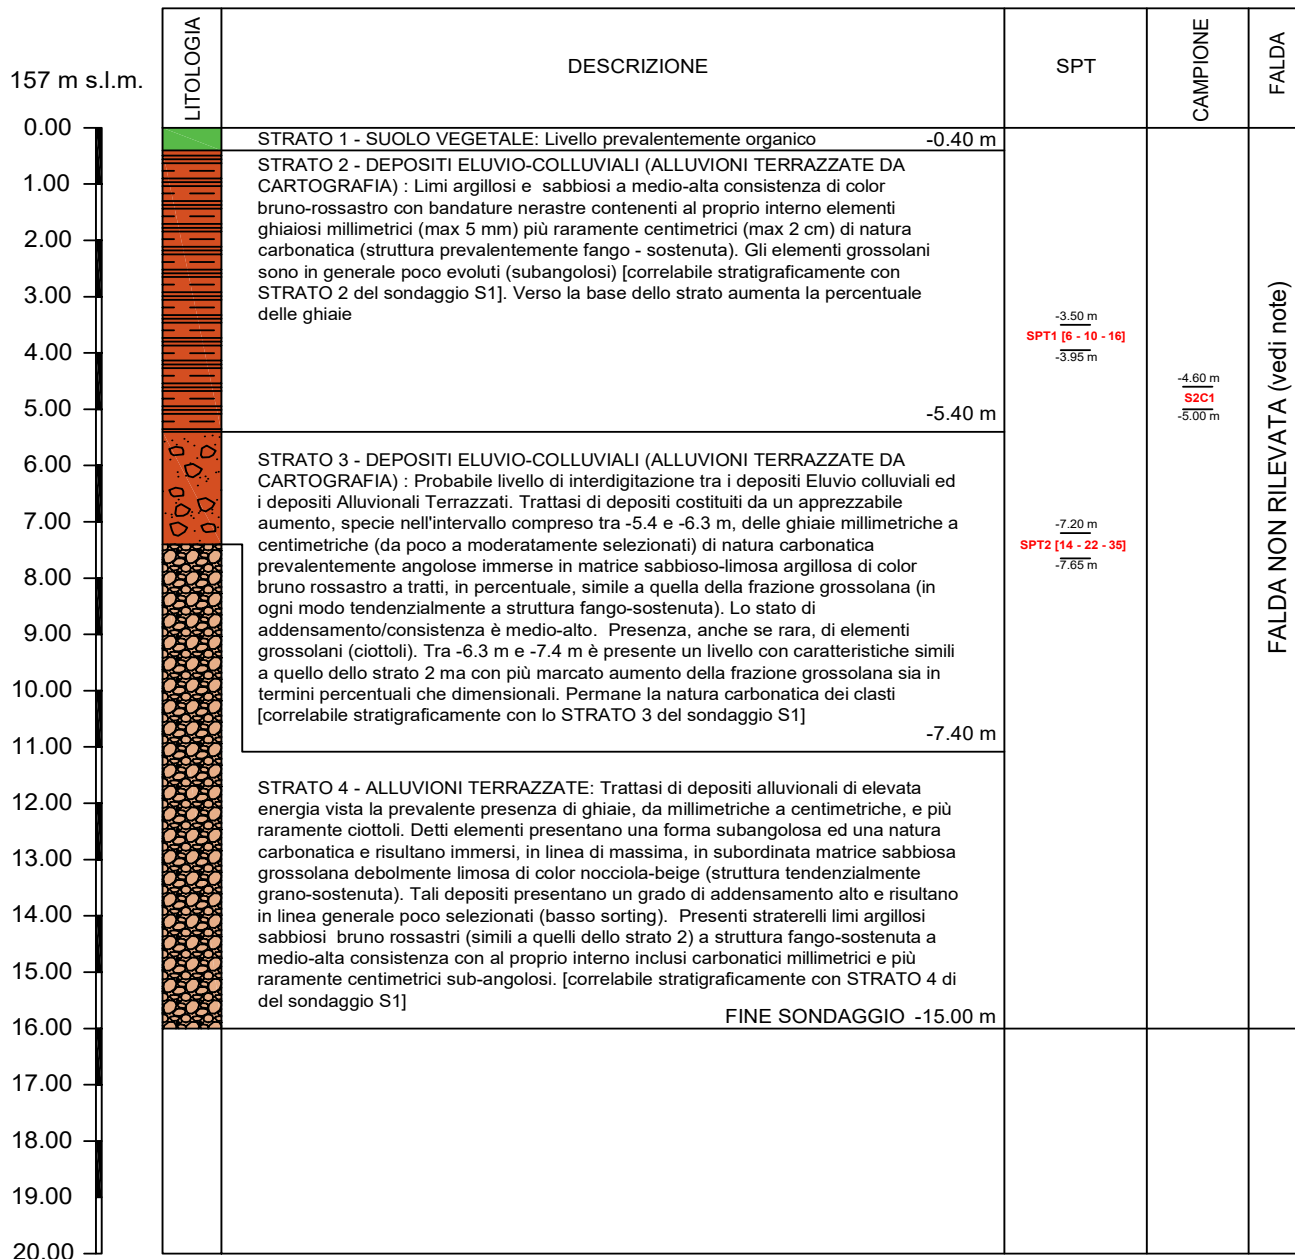 LITOLOGIA
DESCRIZIONE
SPT
CAMPIONE
FALDA
157 m s.l.m.
0.00
1.00
2.00
3.00
4.00
5.00
6.00
7.00
8.00
9.00
10.00
11.00
12.00
13.00
14.00
15.00
16.00
17.00
18.00
19.00
20.00
STRATO 1 - SUOLO VEGETALE: Livello prevalentemente organico
-0.40 m
STRATO 2 - DEPOSITI ELUVIO-COLLUVIALI (ALLUVIONI TERRAZZATE DA
CARTOGRAFIA) : Limi argillosi e sabbiosi a medio-alta consistenza di color
bruno-rossastro con bandature nerastre contenenti al proprio interno elementi
ghiaiosi millimetrici (max 5 mm) più raramente centimetrici (max 2 cm) di natura
carbonatica (struttura prevalentemente fango - sostenuta). Gli elementi grossolani
sono in generale poco evoluti (subangolosi) [correlabile stratigraficamente con
STRATO 2 del sondaggio S1]. Verso la base dello strato aumenta la percentuale
delle ghiaie
-5.40 m
STRATO 3 - DEPOSITI ELUVIO-COLLUVIALI (ALLUVIONI TERRAZZATE DA
CARTOGRAFIA) : Probabile livello di interdigitazione tra i depositi Eluvio colluviali ed
i depositi Alluvionali Terrazzati. Trattasi di depositi costituiti da un apprezzabile
aumento, specie nell'intervallo compreso tra -5.4 e -6.3 m, delle ghiaie millimetriche a
centimetriche (da poco a moderatamente selezionati) di natura carbonatica
prevalentemente angolose immerse in matrice sabbioso-limosa argillosa di color
bruno rossastro a tratti, in percentuale, simile a quella della frazione grossolana (in
ogni modo tendenzialmente a struttura fango-sostenuta). Lo stato di
addensamento/consistenza è medio-alto. Presenza, anche se rara, di elementi
grossolani (ciottoli). Tra -6.3 m e -7.4 m è presente un livello con caratteristiche simili
a quello dello strato 2 ma con più marcato aumento della frazione grossolana sia in
termini percentuali che dimensionali. Permane la natura carbonatica dei clasti
[correlabile stratigraficamente con lo STRATO 3 del sondaggio S1]
-7.40 m
STRATO 4 - ALLUVIONI TERRAZZATE: Trattasi di depositi alluvionali di elevata
energia vista la prevalente presenza di ghiaie, da millimetriche a centimetriche, e più
raramente ciottoli. Detti elementi presentano una forma subangolosa ed una natura
carbonatica e risultano immersi, in linea di massima, in subordinata matrice sabbiosa
grossolana debolmente limosa di color nocciola-beige (struttura tendenzialmente
grano-sostenuta). Tali depositi presentano un grado di addensamento alto e risultano
in linea generale poco selezionati (basso sorting). Presenti straterelli limi argillosi
sabbiosi bruno rossastri (simili a quelli dello strato 2) a struttura fango-sostenuta a
medio-alta consistenza con al proprio interno inclusi carbonatici millimetrici e più
raramente centimetrici sub-angolosi. [correlabile stratigraficamente con STRATO 4 di
del sondaggio S1]
FINE SONDAGGIO -15.00 m
-3.50 m
SPT1 [6 - 10 - 16]
-3.95 m
-7.20 m
SPT2 [14 - 22 - 35]
-7.65 m
-4.60 m
S2C1
-5.00 m
FALDA NON RILEVATA (vedi note)